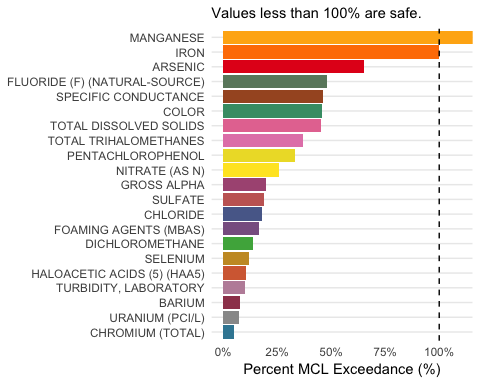 Values less than 100% are safe.
MANGANESE
IRON
ARSENIC
FLUORIDE (F) (NATURAL-SOURCE)
SPECIFIC CONDUCTANCE
COLOR
TOTAL DISSOLVED SOLIDS
TOTAL TRIHALOMETHANES
PENTACHLOROPHENOL
NITRATE (AS N)
GROSS ALPHA
SULFATE
CHLORIDE
FOAMING AGENTS (MBAS)
DICHLOROMETHANE
SELENIUM
HALOACETIC ACIDS (5) (HAA5)
TURBIDITY, LABORATORY
BARIUM
URANIUM (PCI/L)
CHROMIUM (TOTAL)
0% 25% 50% 75% 100%
Percent MCL Exceedance (%)